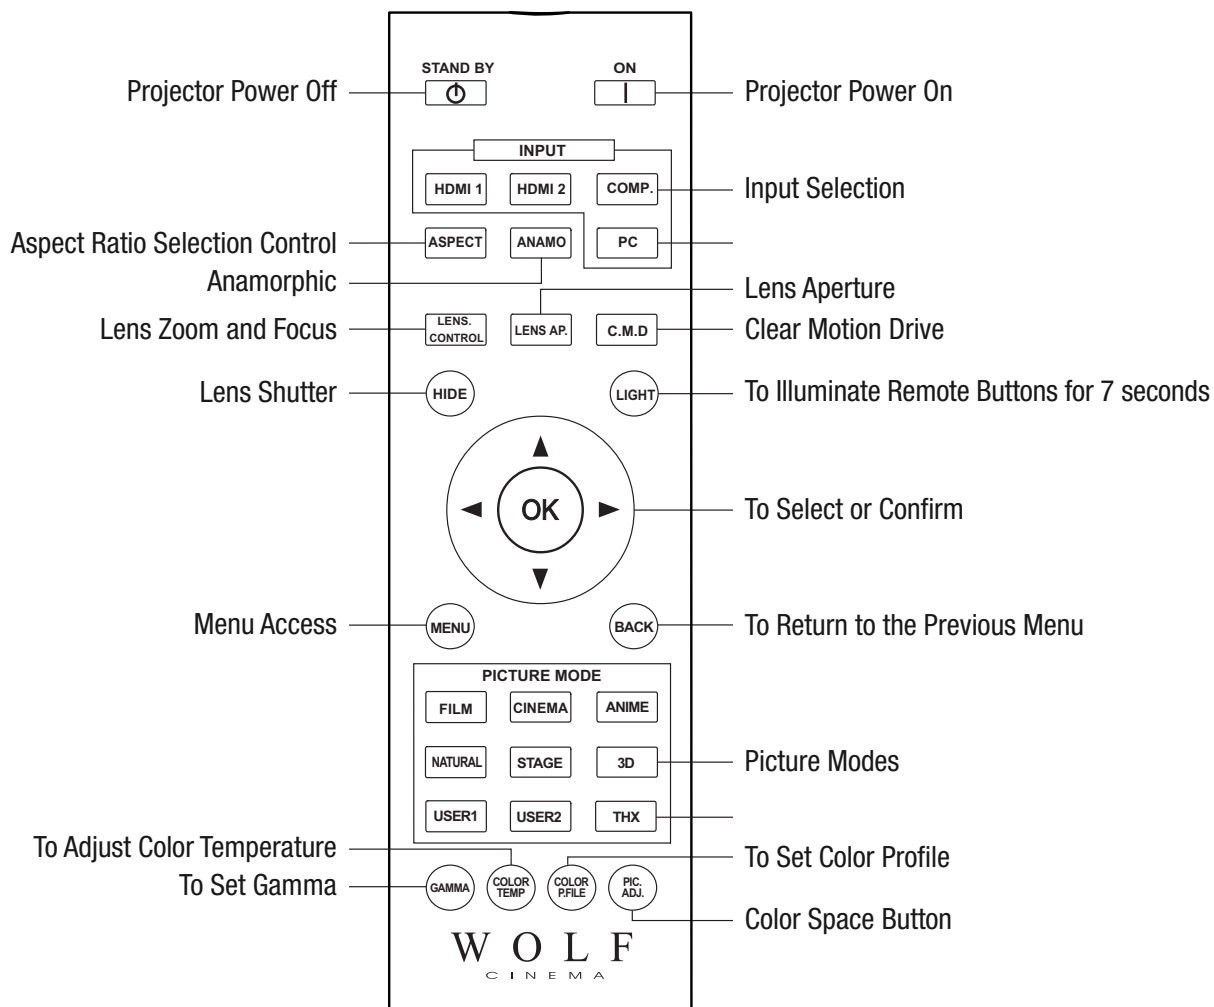 STAND BY
ON
Projector Power Off
Projector Power On
INPUT
HDMI 1
HDMI 2
COMP.
Input Selection
Aspect Ratio Selection Control
ASPECT
ANAMO
PC
Anamorphic
Lens Aperture
Lens Zoom and Focus
LENS.
CONTROL
LENS AP.
C.M.D
Clear Motion Drive
Lens Shutter
HIDE
LIGHT
To Illuminate Remote Buttons for 7 seconds
OK
To Select or Confirm
Menu Access
MENU
BACK
To Return to the Previous Menu
PICTURE MODE
FILM
CINEMA
ANIME
NATURAL
STAGE
3D
Picture Modes
USER1
USER2
THX
To Adjust Color Temperature
To Set Color Profile
To Set Gamma
GAMMA
COLOR
TEMP
COLOR
P.FILE
PIC.
ADJ.
Color Space Button
WOLF
CINEMA